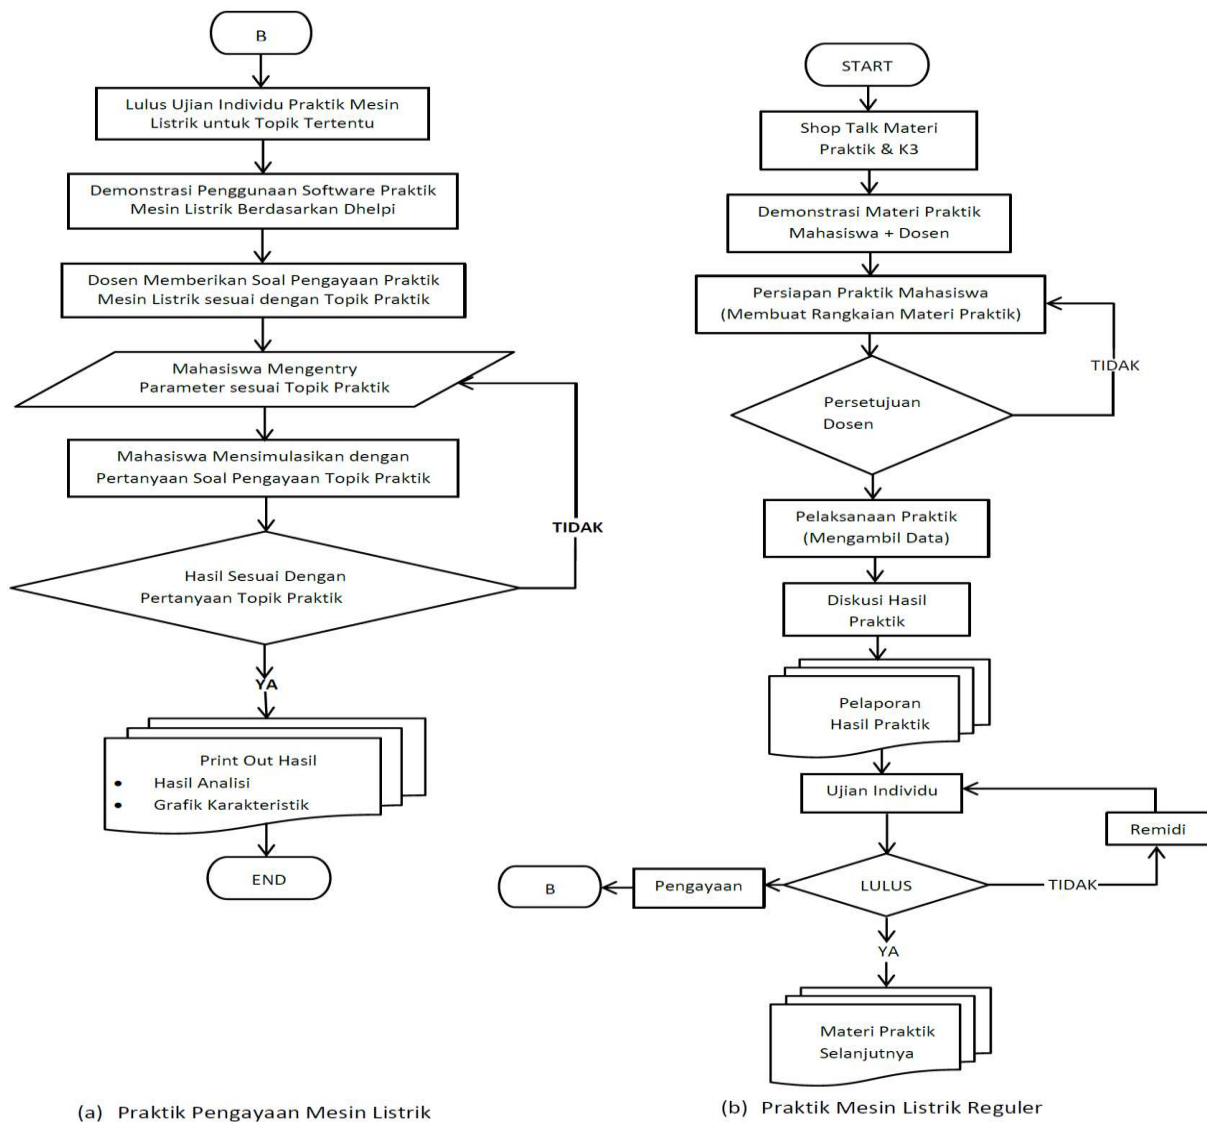 B
Lulus Ujian Individu Praktik Mesin
Listrik untuk Topik Tertentu
Demonstrasi Penggunaan Software Praktik
Mesin Listrik Berdasarkan Dhelpi
Dosen Memberikan Soal Pengayaan Praktik
Mesin Listrik sesuai dengan Topik Praktik
Mahasiswa Mengentry
Parameter sesuai Topik Praktik
Mahasiswa Mensimulasikan dengan
Pertanyaan Soal Pengayaan Topik Praktik
TIDAK
Hasil Sesuai Dengan
Pertanyaan Topik Praktik
YA
Print Out Hasil
• Hasil Analisi
• Grafik Karakteristik
END
(a) Praktik Pengayaan Mesin Listrik
START
Shop Talk Materi
Praktik & K3
Demonstrasi Materi Praktik
Mahasiswa + Dosen
Persiapan Praktik Mahasiswa
(Membuat Rangkaian Materi Praktik)
TIDAK
Persetujuan
Dosen
Pelaksanaan Praktik
(Mengambil Data)
Diskusi Hasil
Praktik
Pelaporan
Hasil Praktik
Ujian Individu
Remidi
B
Pengayaan
LULUS
TIDAK
YA
Materi Praktik
Selanjutnya
(b) Praktik Mesin Listrik Reguler